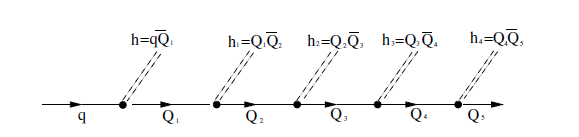 h=qQ̅₁ h₁=Q₁Q̅₂ h₂=Q₂Q̅₃ h₃=Q₃Q̅₄ h₄=Q₄Q̅₅
q Q₁ Q₂ Q₃ Q₄ Q₅